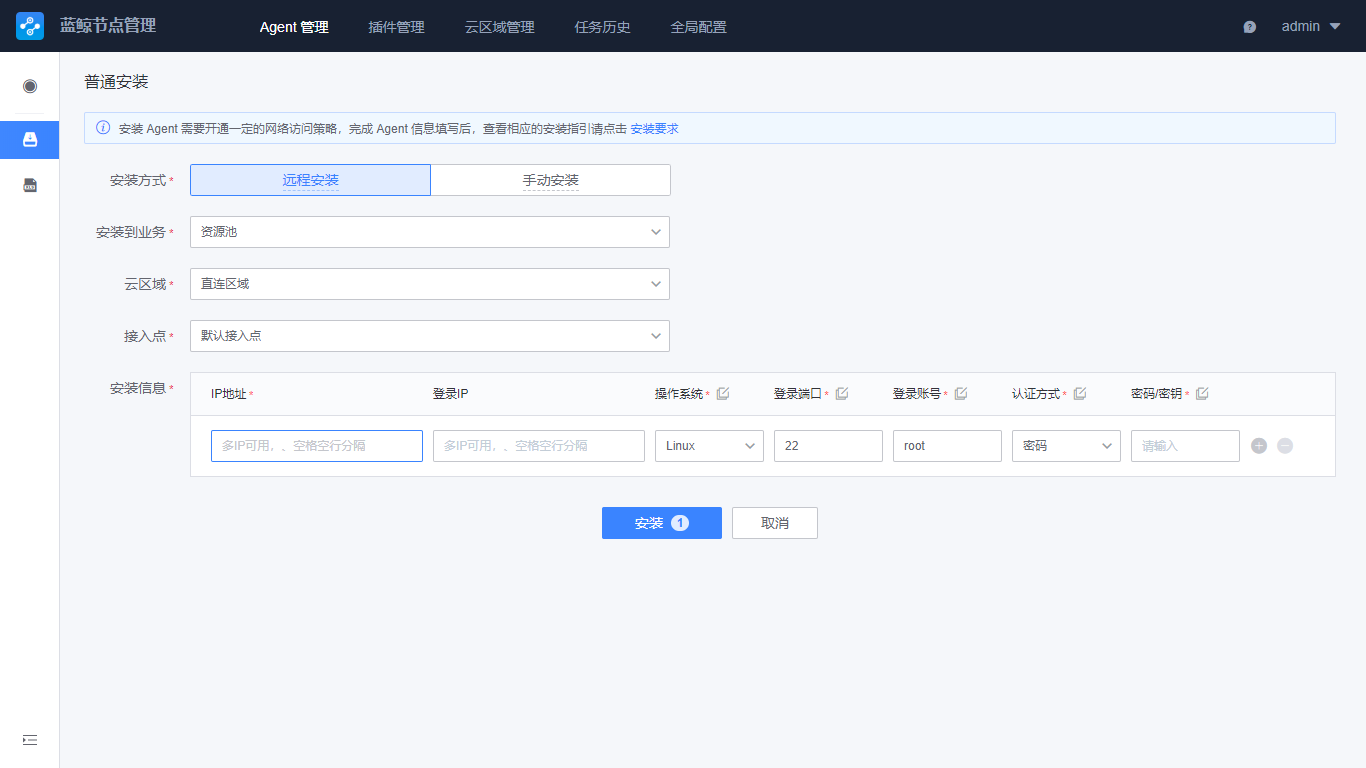 蓝鲸节点管理 Agent 管理 插件管理 云区域管理 任务历史 全局配置 ? admin
普通安装
安装 Agent 需要开通一定的网络访问策略，完成 Agent 信息填写后，查看相应的安装指引请点击 安装要求
安装方式* 远程安装 手动安装
安装到业务* 资源池
云区域* 直连区域
接入点* 默认接入点
安装信息* IP地址* 登录IP 操作系统* 登录端口* 登录账号* 认证方式* 密码/密钥*
多IP可用，、空格空行分隔 多IP可用，、空格空行分隔 Linux 22 root 密码 请输入
安装 1 取消